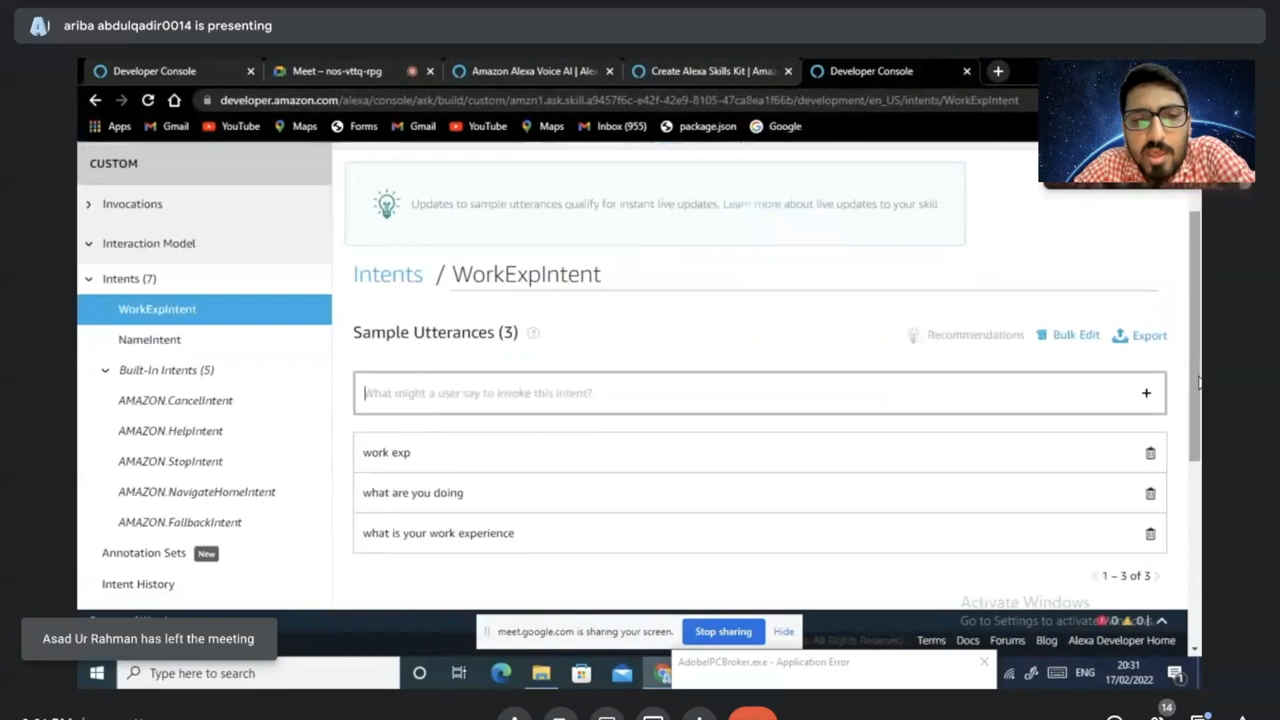 ariba abdulqadir0014 is presenting
Developer Console
Meet – nos-vttq-rpg
Amazon Alexa Voice AI | Ale
Create Alexa Skills Kit | Ama
Developer Console
developer.amazon.com/alexa/console/ask/build/custom/amzn1.ask.skill.a9457f6c-e42f-42e9-8105-47ca8ea1f66b/development/en_US/intents/WorkExpIntent
Apps
Gmail
YouTube
Maps
Forms
Gmail
YouTube
Maps
Inbox (955)
package.json
Google
CUSTOM
Invocations
Interaction Model
Intents (7)
WorkExpIntent
NameIntent
Built-In Intents (5)
AMAZON.CancelIntent
AMAZON.HelpIntent
AMAZON.StopIntent
AMAZON.NavigateHomeIntent
AMAZON.FallbackIntent
Annotation Sets New
Intent History
Updates to sample utterances qualify for instant live updates. Learn more about live updates to your skill
Intents / WorkExpIntent
Sample Utterances (3)
Recommendations
Bulk Edit
Export
What might a user say to invoke this intent?
work exp
what are you doing
what is your work experience
1 – 3 of 3
Activate Windows
Go to Settings to activate Windows.
Asad Ur Rahman has left the meeting
meet.google.com is sharing your screen.
Stop sharing
Hide
All Rights Reserved
Terms
Docs
Forums
Blog
Alexa Developer Home
AdobeIPCBroker.exe - Application Error
Type here to search
ENG
20:31
17/02/2022
1
14